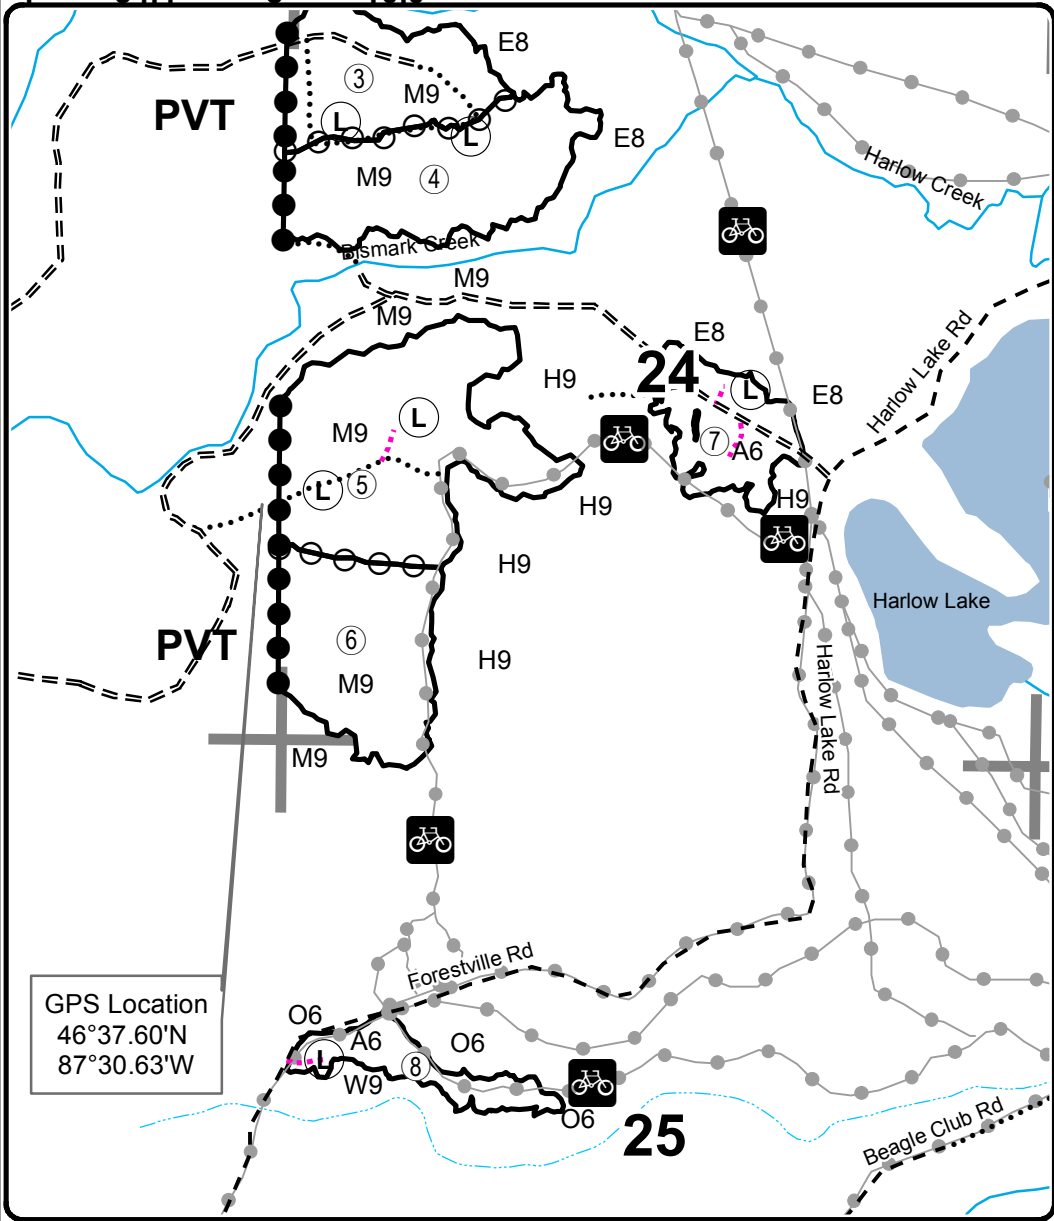 E8
3
PVT
M9
L
L
E8
M9
4
Harlow Creek
Bismark Creek
M9
M9
Harlow Lake Rd
E8
24
H9
L
E8
L
M9
7
A6
L
5
H9
H9
H9
Harlow Lake
PVT
6
H9
M9
Harlow Lake Rd
M9
Forestville Rd
GPS Location
46°37.60'N
87°30.63'W
O6
A6
O6
L
8
W9
O6
25
Beagle Club Rd